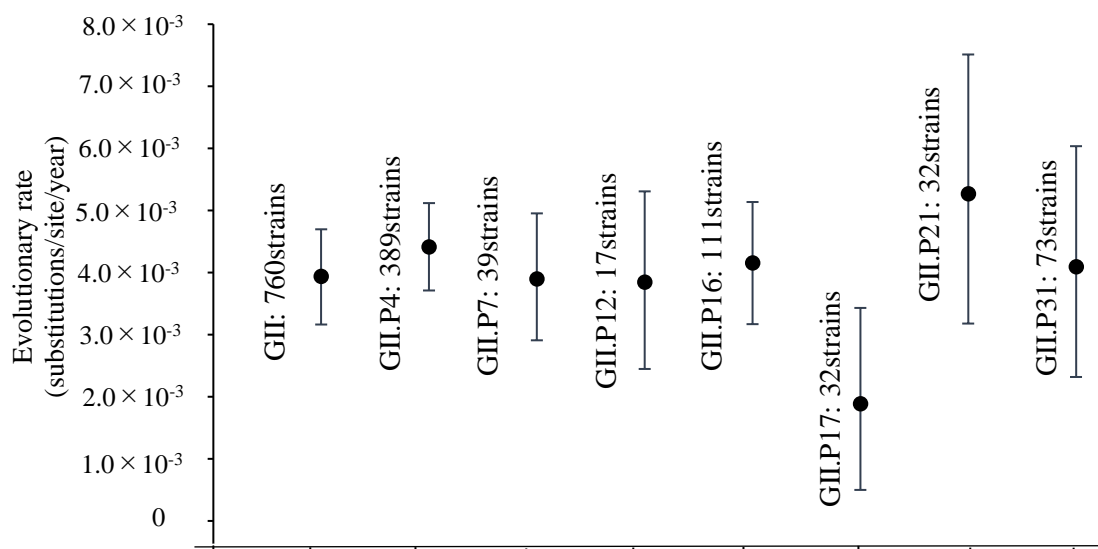 8.0×10⁻³
7.0×10⁻³
6.0×10⁻³
5.0×10⁻³
4.0×10⁻³
3.0×10⁻³
2.0×10⁻³
1.0×10⁻³
0
Evolutionary rate
(substitutions/site/year)
GII: 760strains
GII.P4: 389strains
GII.P7: 39strains
GII.P12: 17strains
GII.P16: 111strains
GII.P17: 32strains
GII.P21: 32strains
GII.P31: 73strains